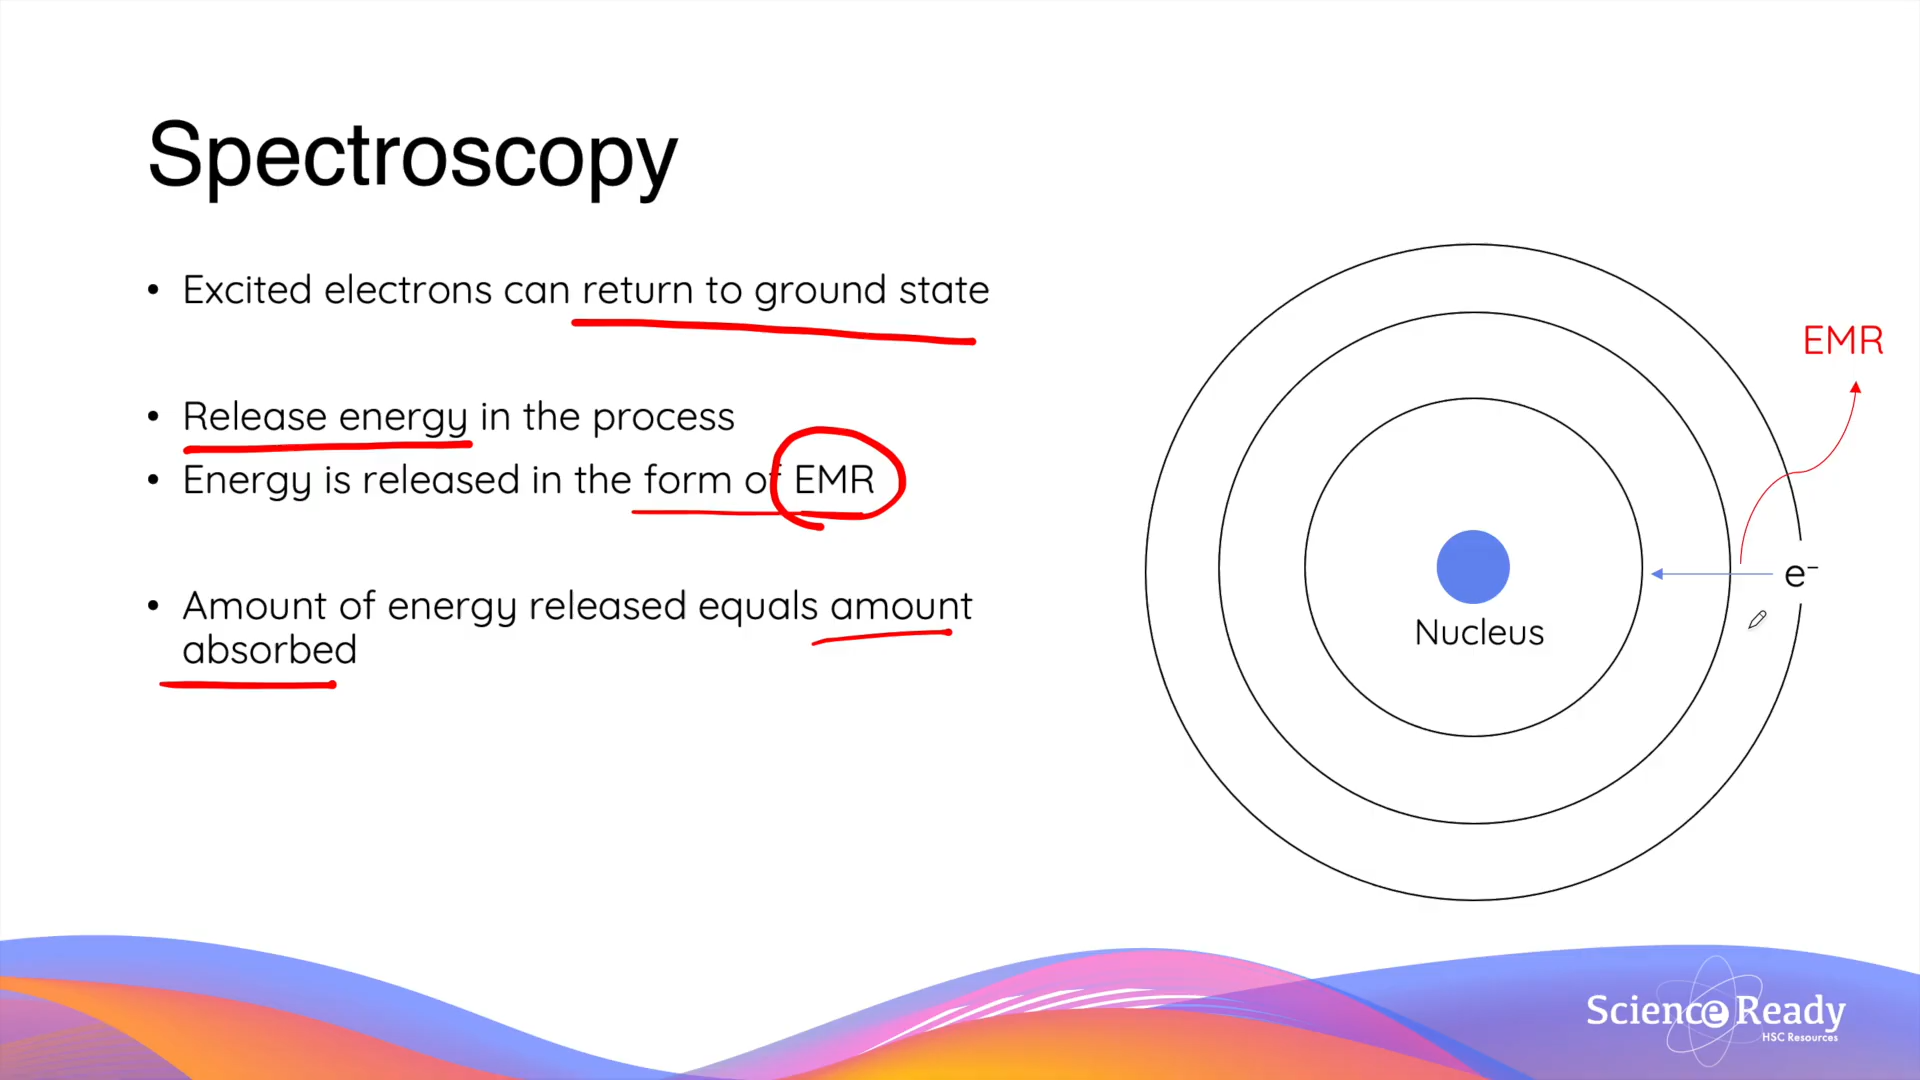 Spectroscopy
• Excited electrons can return to ground state
• Release energy in the process
• Energy is released in the form of EMR
• Amount of energy released equals amount
absorbed
EMR
e⁻
Nucleus
Science Ready
HSC Resources